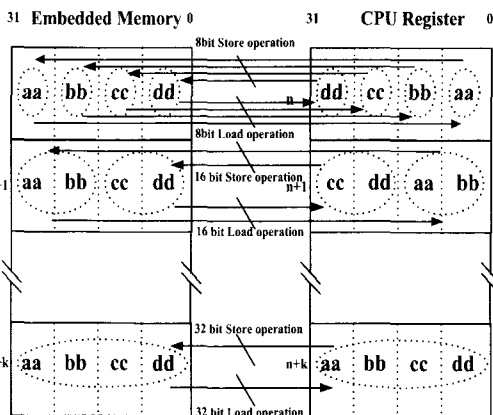 31 Embedded Memory 0 31 CPU Register 0
8bit Store operation
n
aa bb cc dd dd cc bb aa
8bit Load operation
+1 aa bb cc dd 16 bit Store operation n+1 cc dd aa bb
16 bit Load operation
32 bit Store operation
+k aa bb cc dd n+k aa bb cc dd
32 bit Load operation